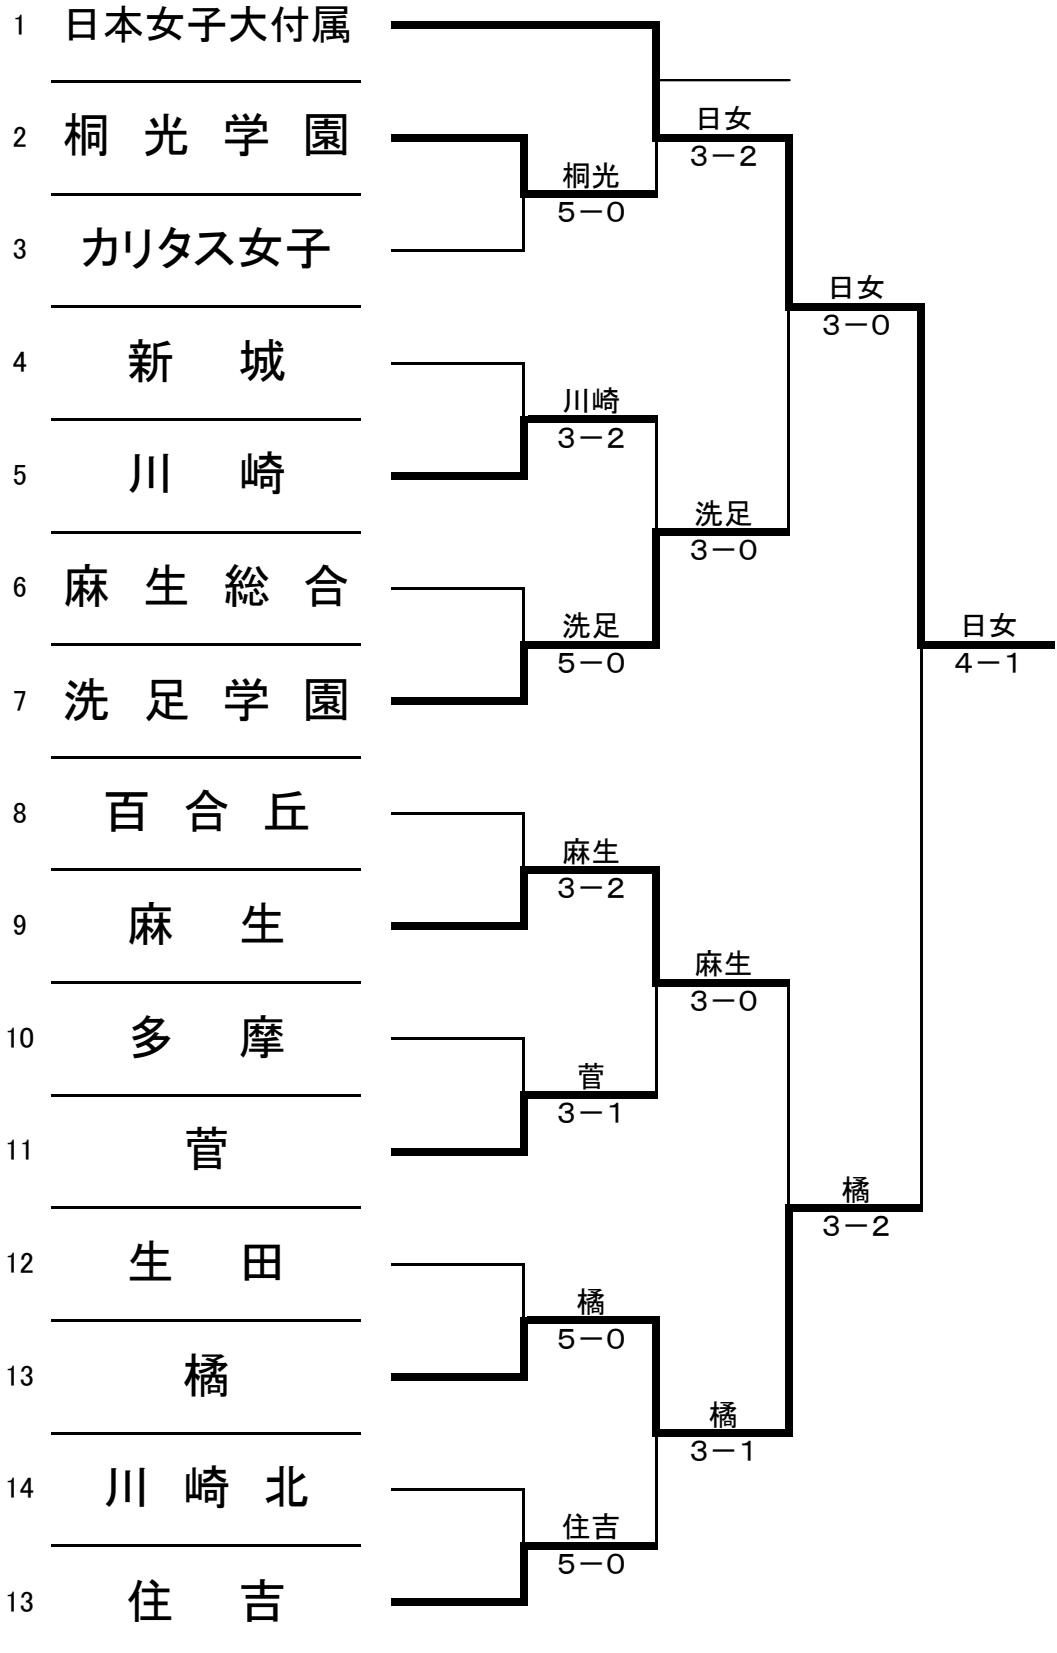 1 日本女子大付属
日女
2 桐光学園
3－2
桐光
5－0
3 カリタス女子
日女
3－0
4 新城
川崎
3－2
5 川崎
洗足
3－0
6 麻生総合
洗足
5－0
日女
4－1
7 洗足学園
8 百合丘
麻生
3－2
9 麻生
麻生
3－0
10 多摩
菅
3－1
11 菅
橘
3－2
12 生田
橘
5－0
13 橘
橘
3－1
14 川崎北
住吉
5－0
13 住吉